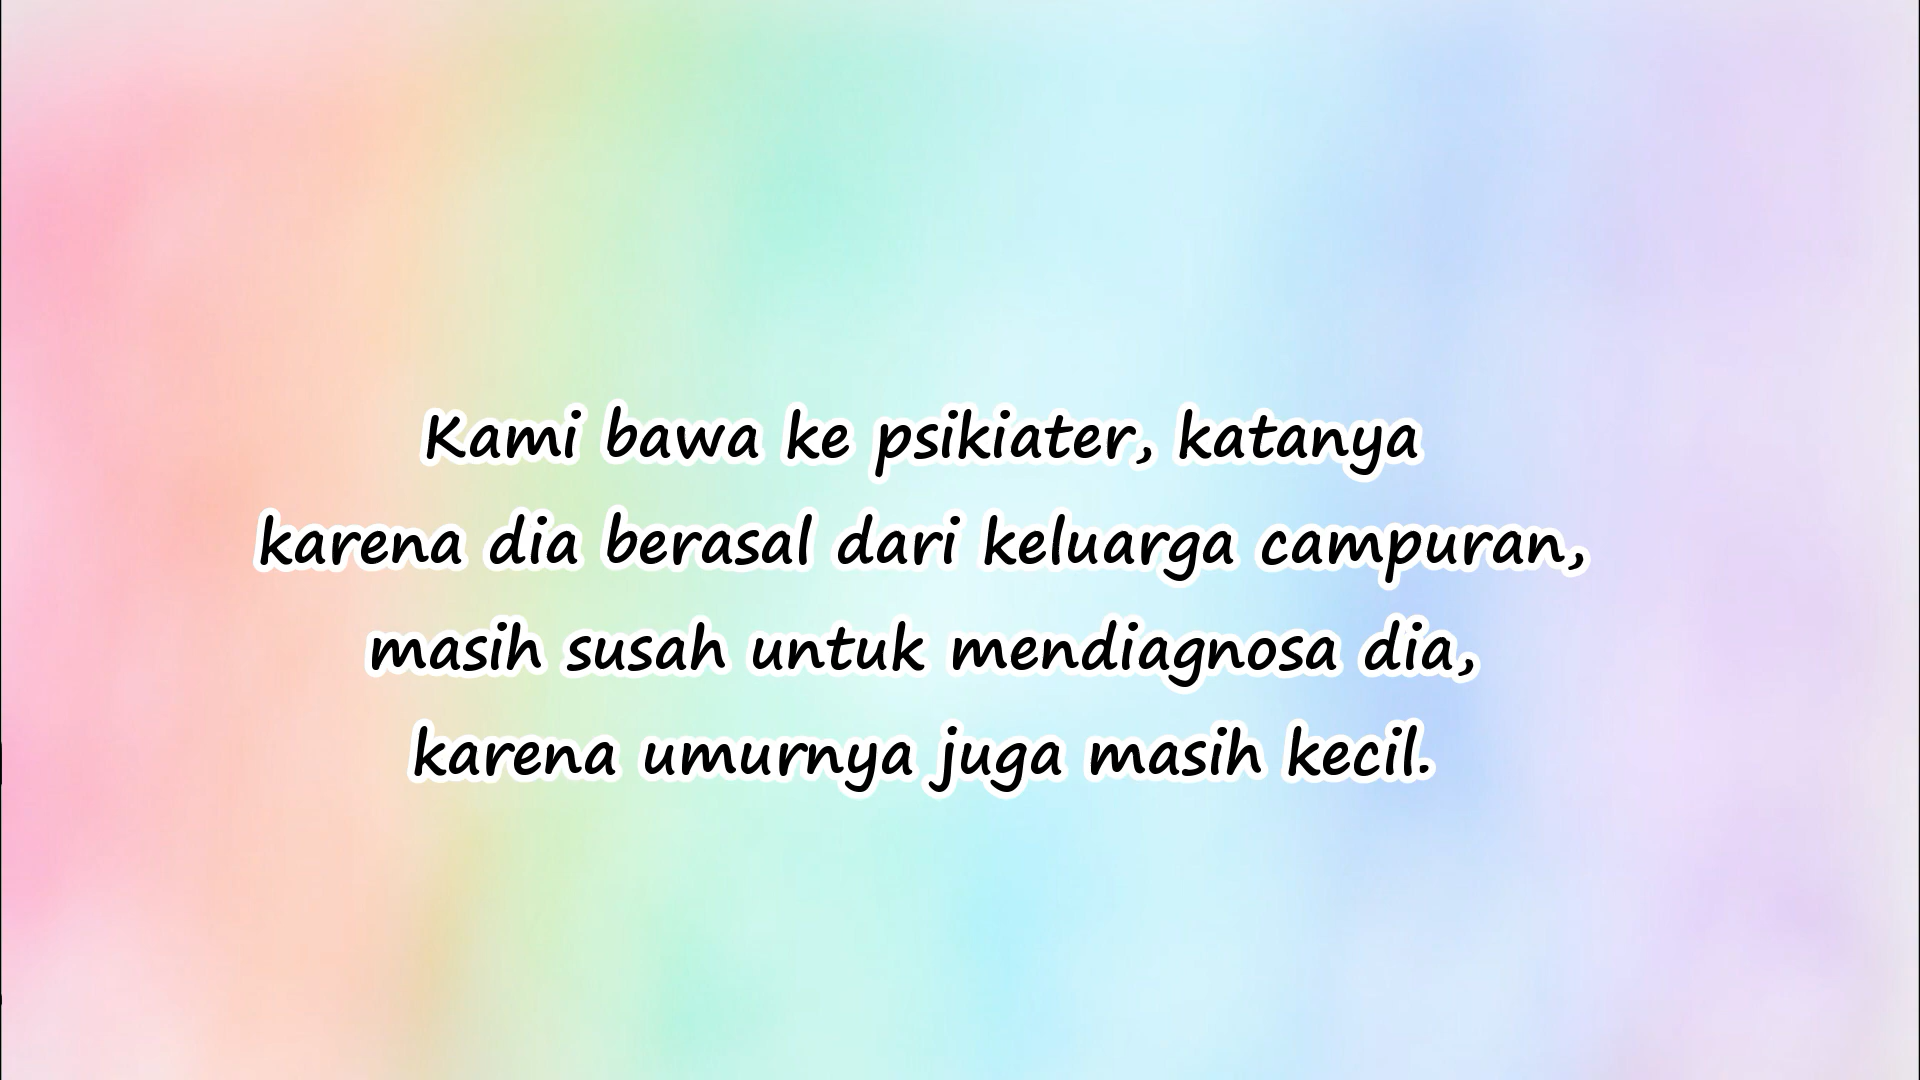 Kami bawa ke psikiater, katanya
karena dia berasal dari keluarga campuran,
masih susah untuk mendiagnosa dia,
karena umurnya juga masih kecil.